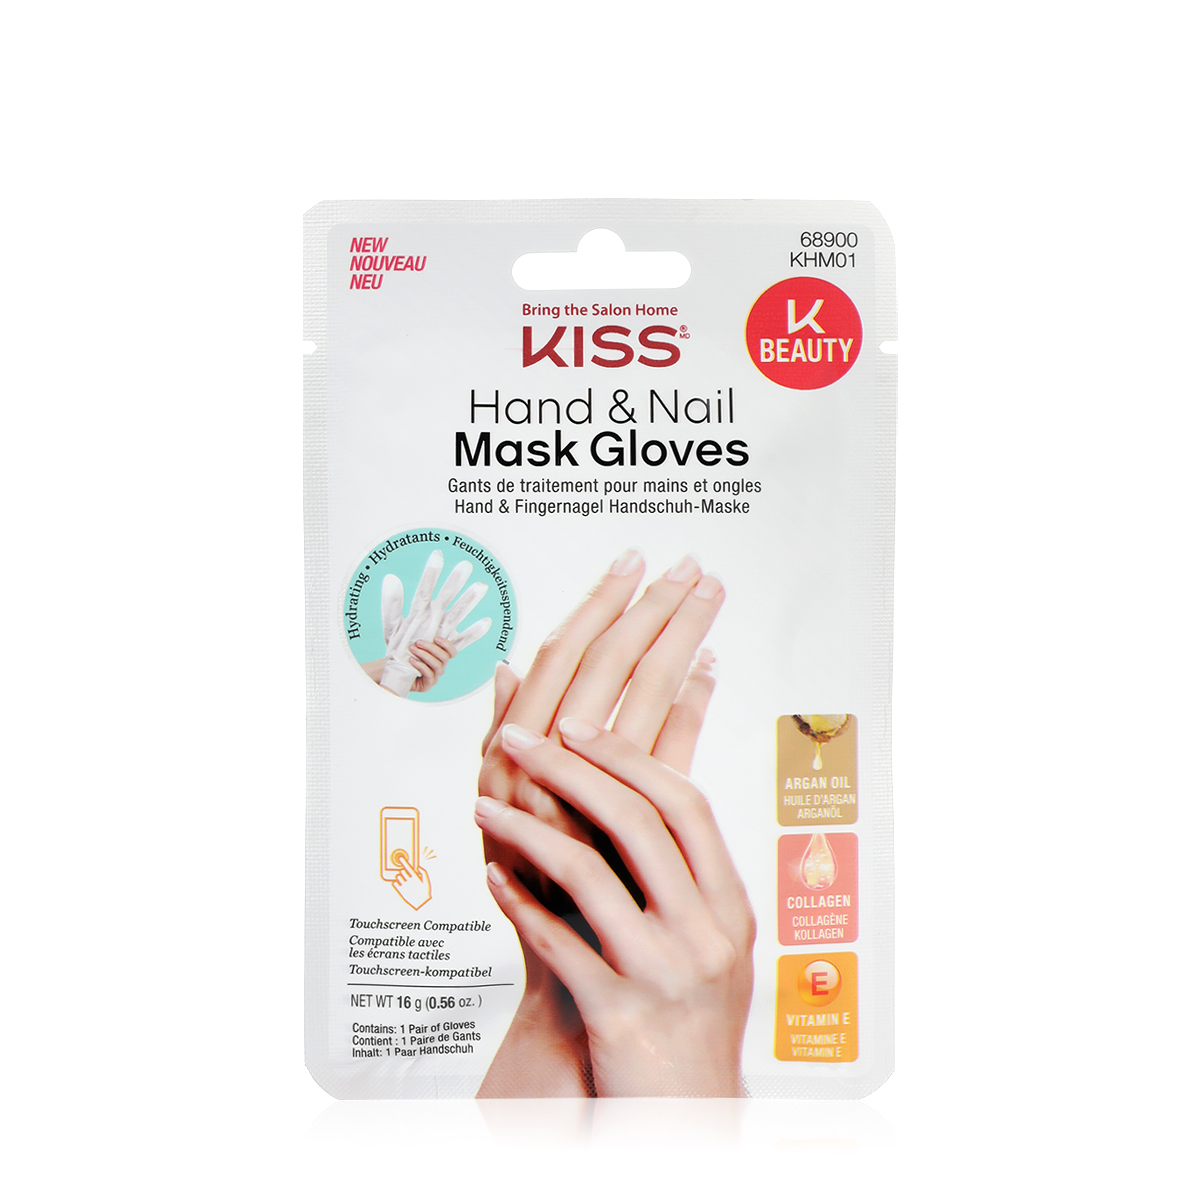 NEW
NOUVEAU
NEU
68900
KHM01
Bring the Salon Home
KISS® MD
K
BEAUTY
Hand & Nail
Mask Gloves
Gants de traitement pour mains et ongles
Hand & Fingernagel Handschuh-Maske
Hydrating • Hydratants • Feuchtigkeitsspendend
ARGAN OIL
HUILE D'ARGAN
ARGANÖL
COLLAGEN
COLLAGÈNE
KOLLAGEN
E
VITAMIN E
VITAMINE E
VITAMIN E
Touchscreen Compatible
Compatible avec
les écrans tactiles
Touchscreen-kompatibel
NET WT 16 g (0.56 oz.)
Contains: 1 Pair of Gloves
Contient : 1 Paire de Gants
Inhalt: 1 Paar Handschuh